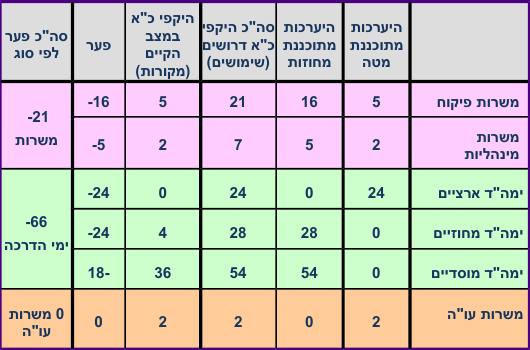 היערכות מתוכננת מטה
היערכות מתוכננת מחוזות
סה"כ היקפי כ"א דרושים (שימושים)
היקפי כ"א במצב הקיים (מקורות)
פער
סה"כ פער לפי סוג
משרות פיקוח 5 16 21 5 -16
-21 משרות
משרות מינהליות 2 5 7 2 -5
ימה"ד ארציים 24 0 24 0 -24
ימה"ד מחוזיים 0 28 28 4 -24
-66 ימי הדרכה
ימה"ד מוסדיים 0 54 54 36 18-
משרות עו"ה 2 0 2 2 0
0 משרות עו"ה